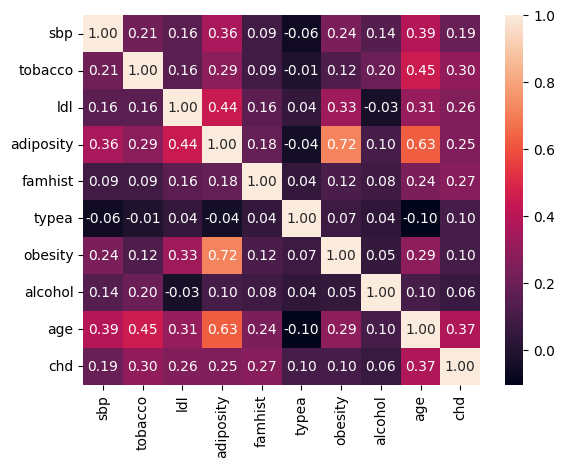 sbp 1.00 0.21 0.16 0.36 0.09 -0.06 0.24 0.14 0.39 0.19
tobacco 0.21 1.00 0.16 0.29 0.09 -0.01 0.12 0.20 0.45 0.30
ldl 0.16 0.16 1.00 0.44 0.16 0.04 0.33 -0.03 0.31 0.26
adiposity 0.36 0.29 0.44 1.00 0.18 -0.04 0.72 0.10 0.63 0.25
famhist 0.09 0.09 0.16 0.18 1.00 0.04 0.12 0.08 0.24 0.27
typea -0.06 -0.01 0.04 -0.04 0.04 1.00 0.07 0.04 -0.10 0.10
obesity 0.24 0.12 0.33 0.72 0.12 0.07 1.00 0.05 0.29 0.10
alcohol 0.14 0.20 -0.03 0.10 0.08 0.04 0.05 1.00 0.10 0.06
age 0.39 0.45 0.31 0.63 0.24 -0.10 0.29 0.10 1.00 0.37
chd 0.19 0.30 0.26 0.25 0.27 0.10 0.10 0.06 0.37 1.00
sbp tobacco ldl adiposity famhist typea obesity alcohol age chd
1.0
0.8
0.6
0.4
0.2
0.0